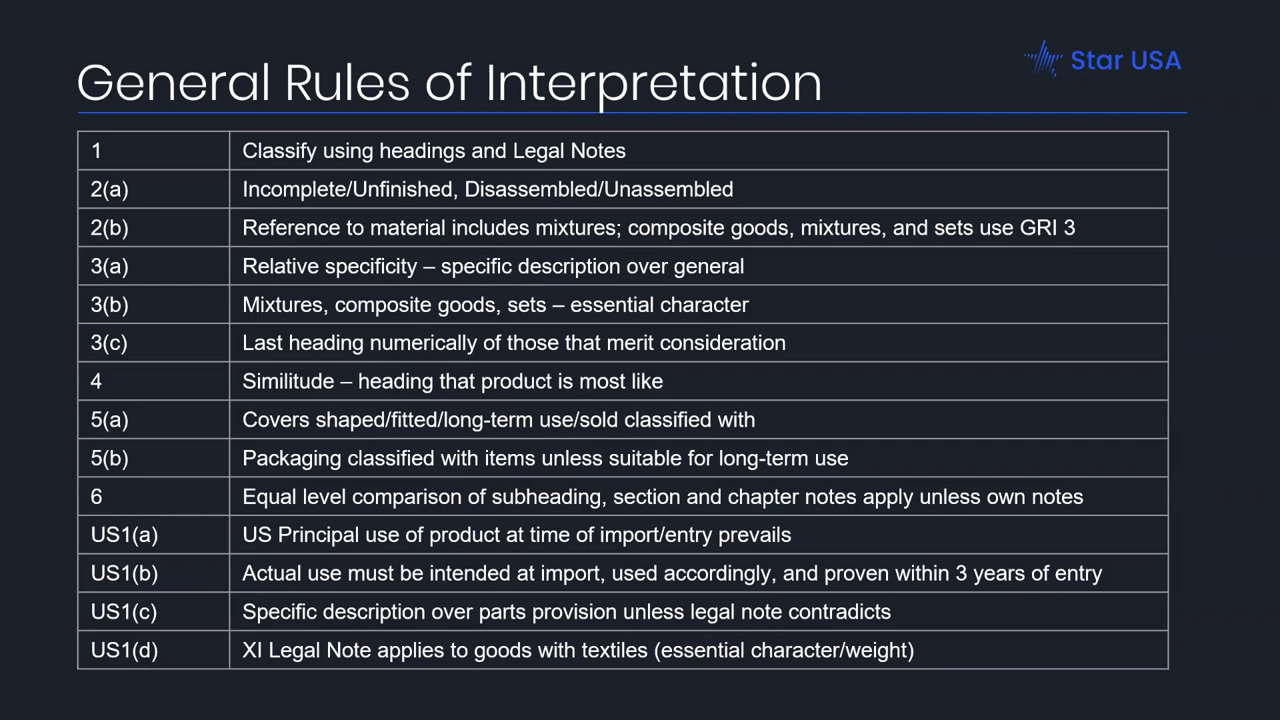 Star USA
General Rules of Interpretation
1 Classify using headings and Legal Notes
2(a) Incomplete/Unfinished, Disassembled/Unassembled
2(b) Reference to material includes mixtures; composite goods, mixtures, and sets use GRI 3
3(a) Relative specificity – specific description over general
3(b) Mixtures, composite goods, sets – essential character
3(c) Last heading numerically of those that merit consideration
4 Similitude – heading that product is most like
5(a) Covers shaped/fitted/long-term use/sold classified with
5(b) Packaging classified with items unless suitable for long-term use
6 Equal level comparison of subheading, section and chapter notes apply unless own notes
US1(a) US Principal use of product at time of import/entry prevails
US1(b) Actual use must be intended at import, used accordingly, and proven within 3 years of entry
US1(c) Specific description over parts provision unless legal note contradicts
US1(d) XI Legal Note applies to goods with textiles (essential character/weight)